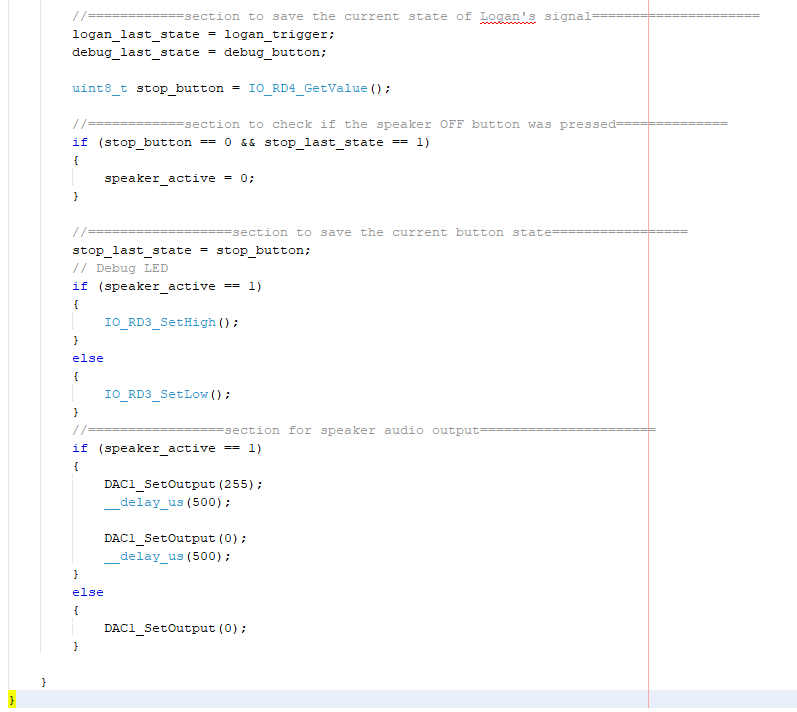 //============section to save the current state of Logan's signal=====================
logan_last_state = logan_trigger;
debug_last_state = debug_button;
uint8_t stop_button = IO_RD4_GetValue();
//============section to check if the speaker OFF button was pressed==============
if (stop_button == 0 && stop_last_state == 1)
{
speaker_active = 0;
}
//==================section to save the current button state=================
stop_last_state = stop_button;
// Debug LED
if (speaker_active == 1)
{
IO_RD3_SetHigh();
}
else
{
IO_RD3_SetLow();
}
//=================section for speaker audio output======================
if (speaker_active == 1)
{
DAC1_SetOutput(255);
__delay_us(500);
DAC1_SetOutput(0);
__delay_us(500);
}
else
{
DAC1_SetOutput(0);
}
}
}